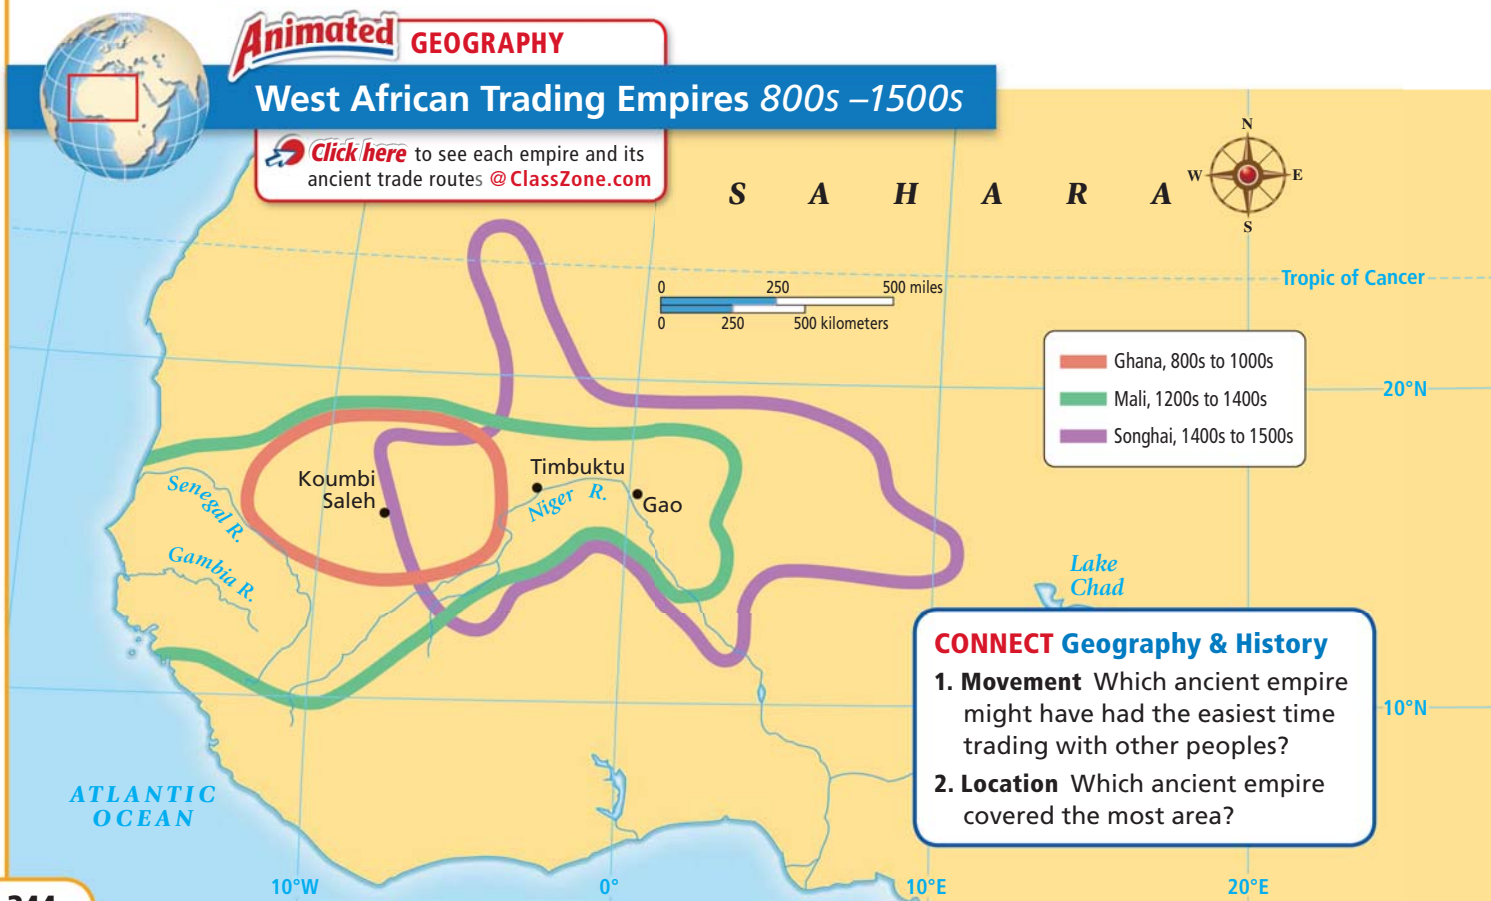 Animated GEOGRAPHY
West African Trading Empires 800s –1500s
Click here to see each empire and its
ancient trade routes @ ClassZone.com
S A H A R A
N
W
E
S
Tropic of Cancer
0 250 500 miles
0 250 500 kilometers
Ghana, 800s to 1000s
Mali, 1200s to 1400s
Songhai, 1400s to 1500s
20°N
Koumbi
Saleh
Timbuktu
Niger R.
Gao
Senegal R.
Gambia R.
Lake
Chad
CONNECT Geography & History
1. Movement Which ancient empire
might have had the easiest time
trading with other peoples?
2. Location Which ancient empire
covered the most area?
10°N
ATLANTIC
OCEAN
10°W
0°
10°E
20°E